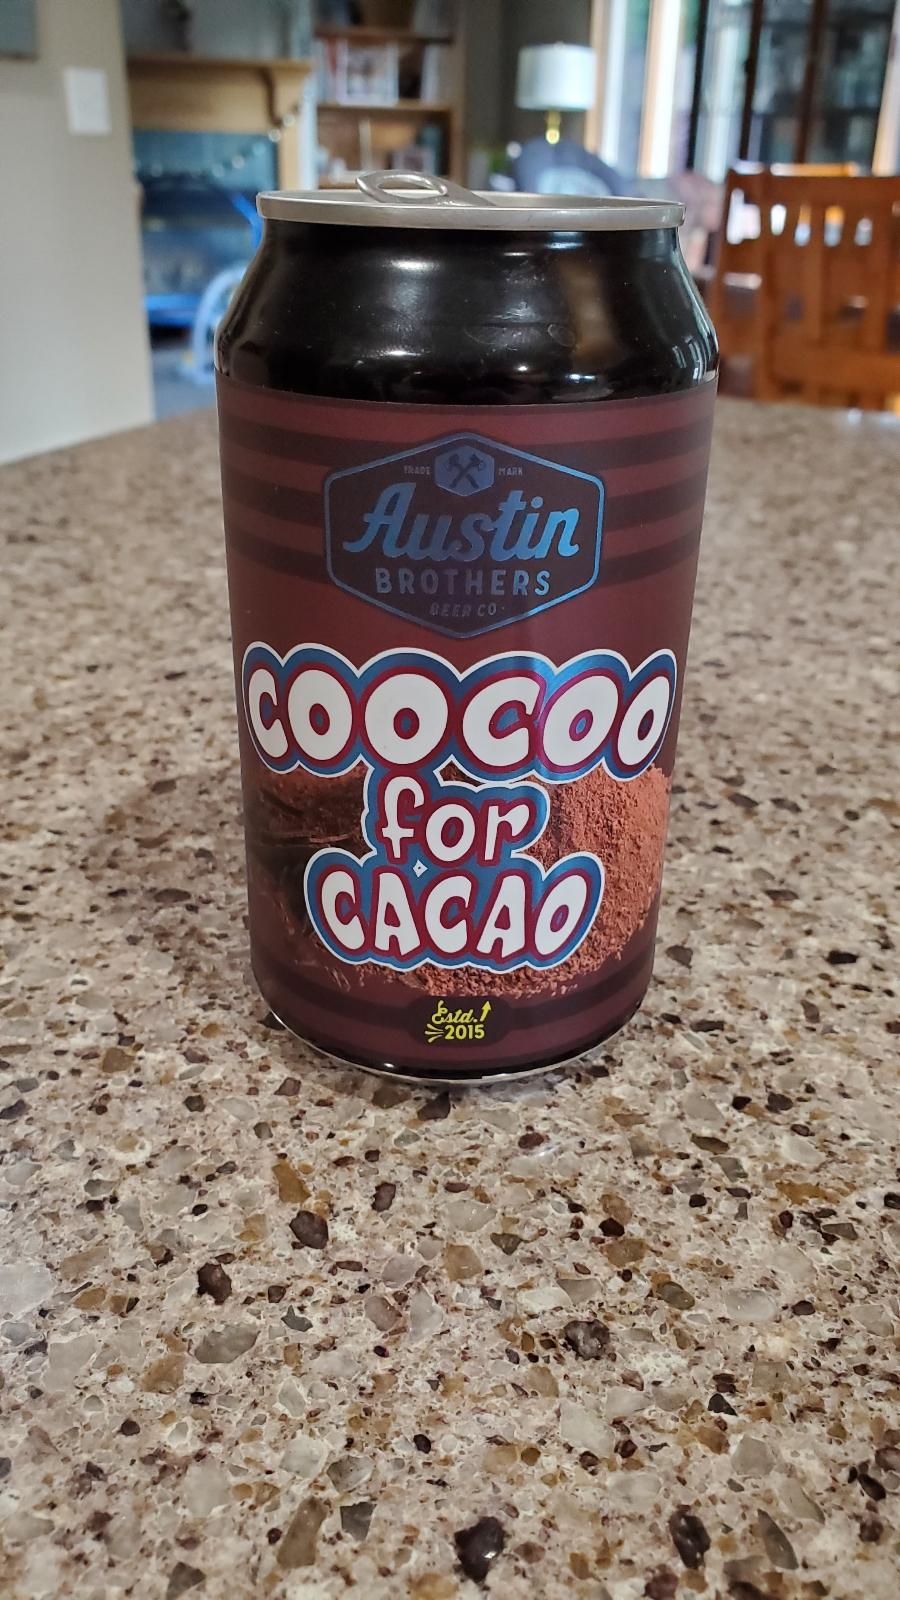 TRADE MARK
Austin
BROTHERS
BEER CO.
COOCOO
for
CACAO
Estd.
2015